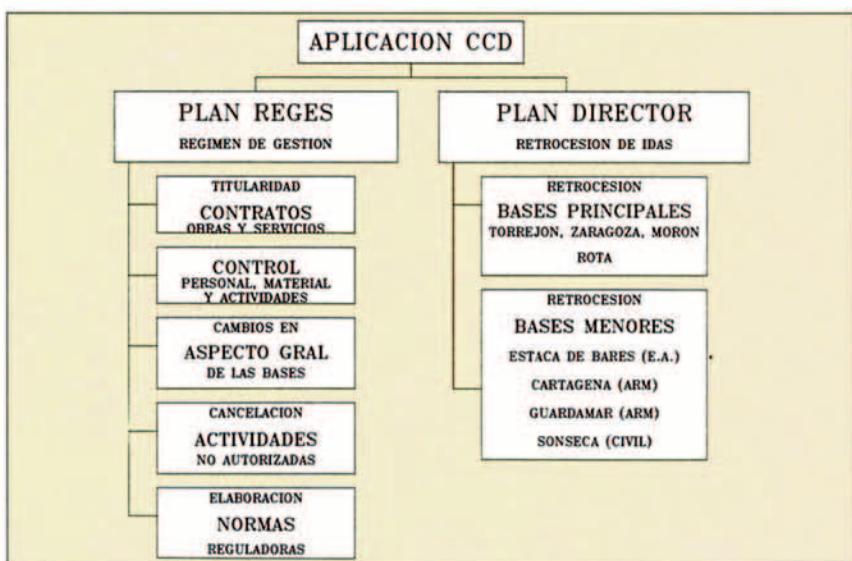 APLICACION CCD
PLAN REGES
REGIMEN DE GESTION
TITULARIDAD
CONTRATOS
OBRAS Y SERVICIOS
CONTROL
PERSONAL, MATERIAL
Y ACTIVIDADES
CAMBIOS EN
ASPECTO GRAL
DE LAS BASES
CANCELACION
ACTIVIDADES
NO AUTORIZADAS
ELABORACION
NORMAS
REGULADORAS
PLAN DIRECTOR
RETROCESION DE IDAS
RETROCESION
BASES PRINCIPALES
TORREJON, ZARAGOZA, MORON
ROTA
RETROCESION
BASES MENORES
ESTACA DE BARES (E.A.)
CARTAGENA (ARM)
GUARDAMAR (ARM)
SONSECA (CIVIL)